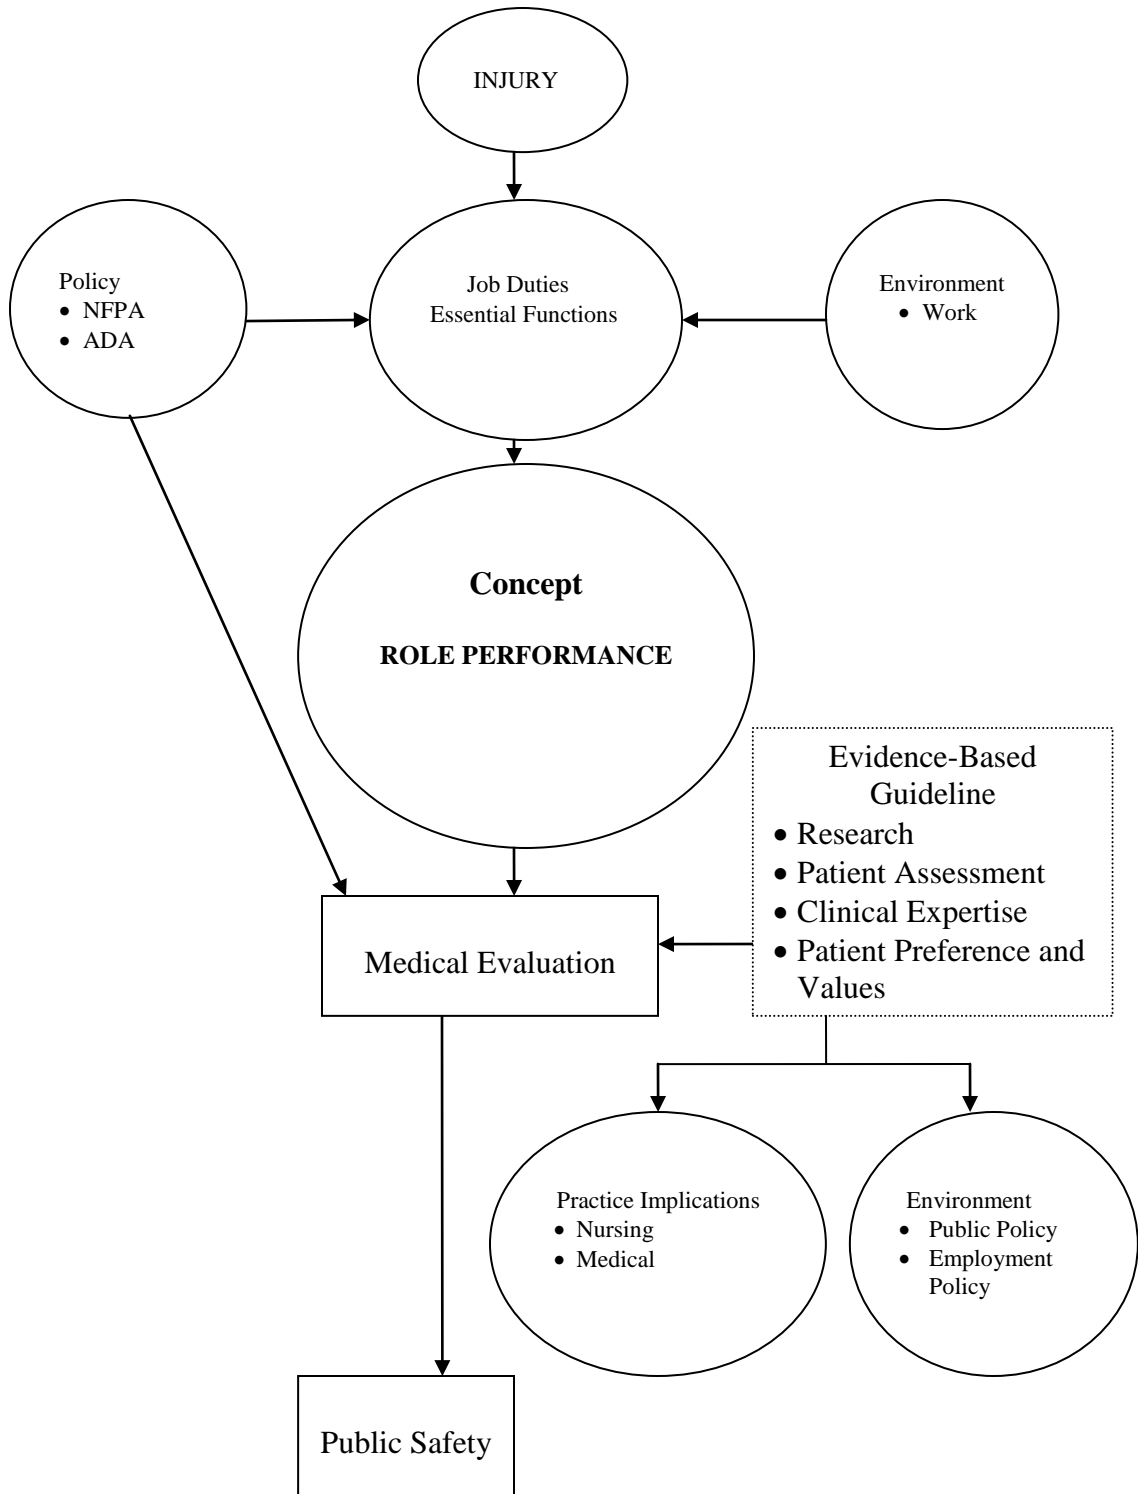 INJURY
Policy
• NFPA
• ADA
Job Duties
Essential Functions
Environment
• Work
Concept
ROLE PERFORMANCE
Evidence-Based
Guideline
• Research
• Patient Assessment
• Clinical Expertise
• Patient Preference and
Values
Medical Evaluation
Practice Implications
• Nursing
• Medical
Environment
• Public Policy
• Employment
Policy
Public Safety